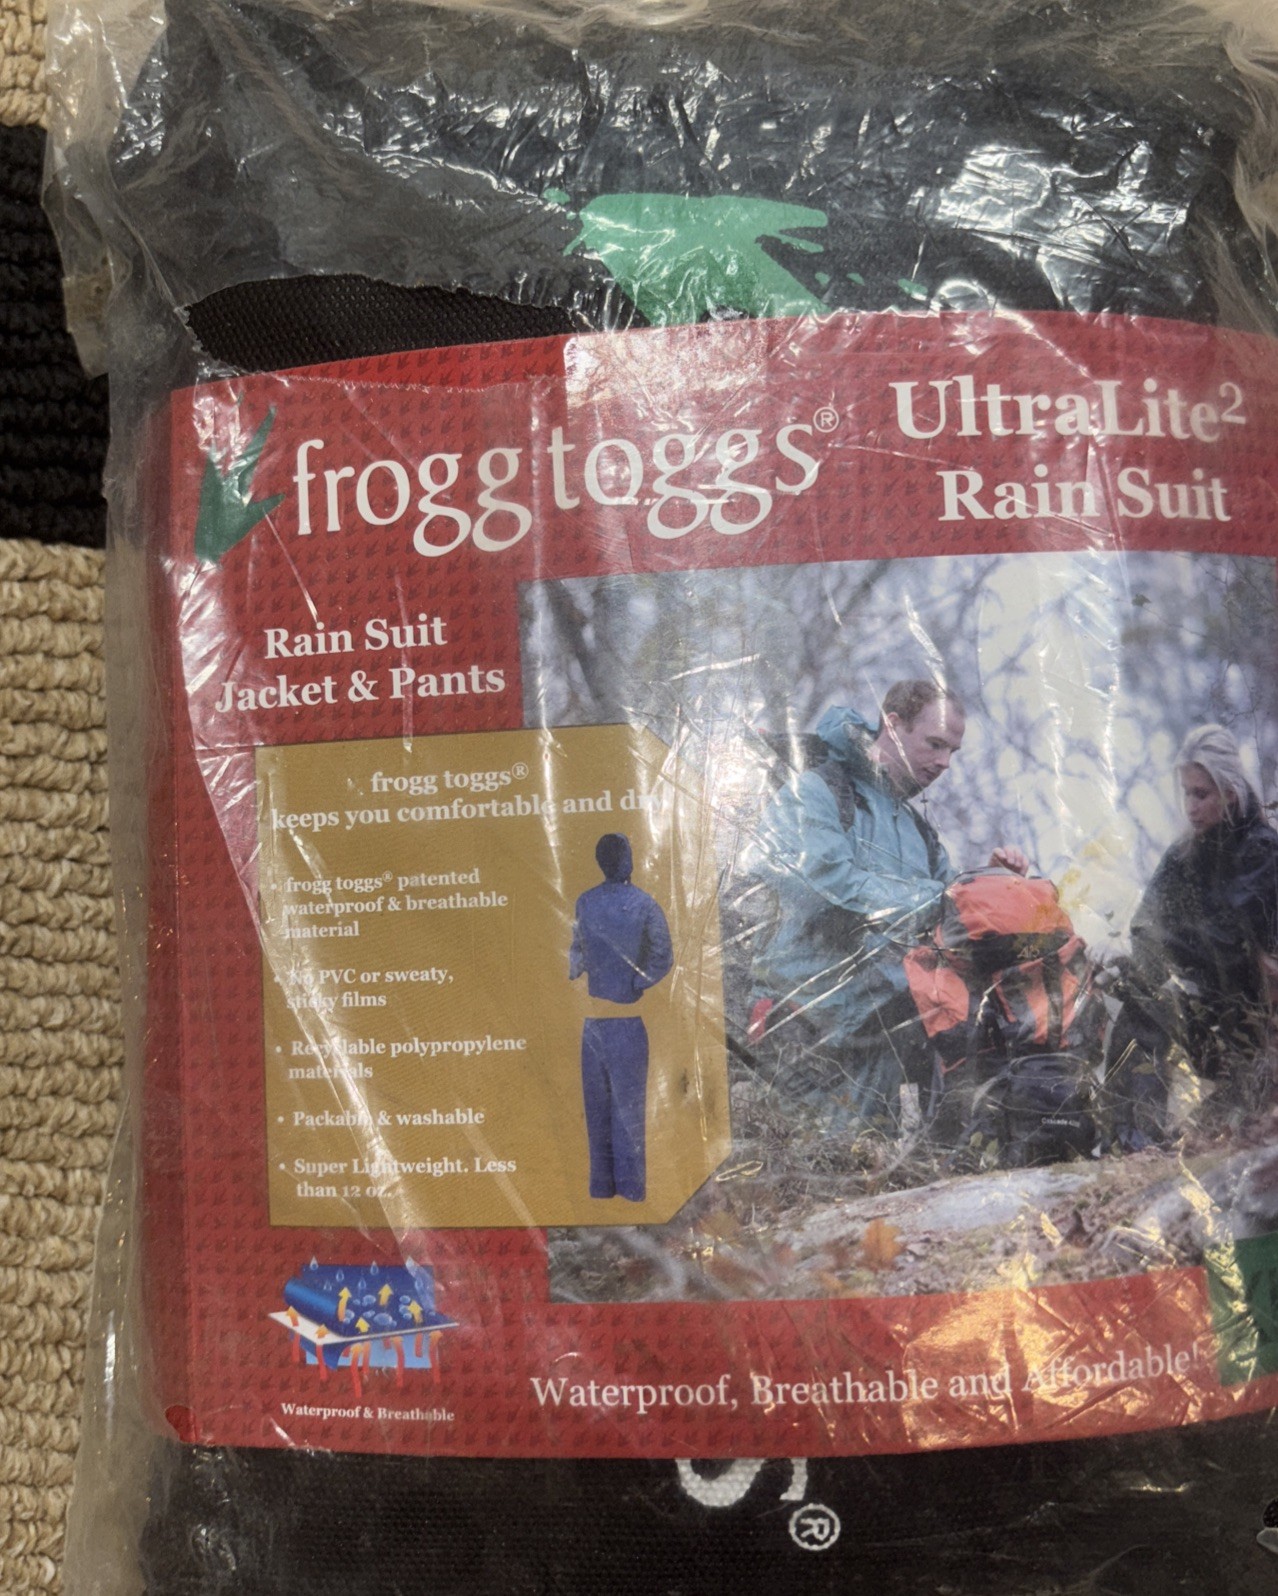 frogg toggs®
UltraLite²
Rain Suit
Rain Suit
Jacket & Pants
frogg toggs®
keeps you comfortable and dry
• frogg toggs® patented
waterproof & breathable
material
• No PVC or sweaty,
sticky films
• Recyclable polypropylene
materials
• Packable & washable
• Super Lightweight. Less
than 12 oz.
Waterproof & Breathable
Waterproof, Breathable and Affordable!
S®